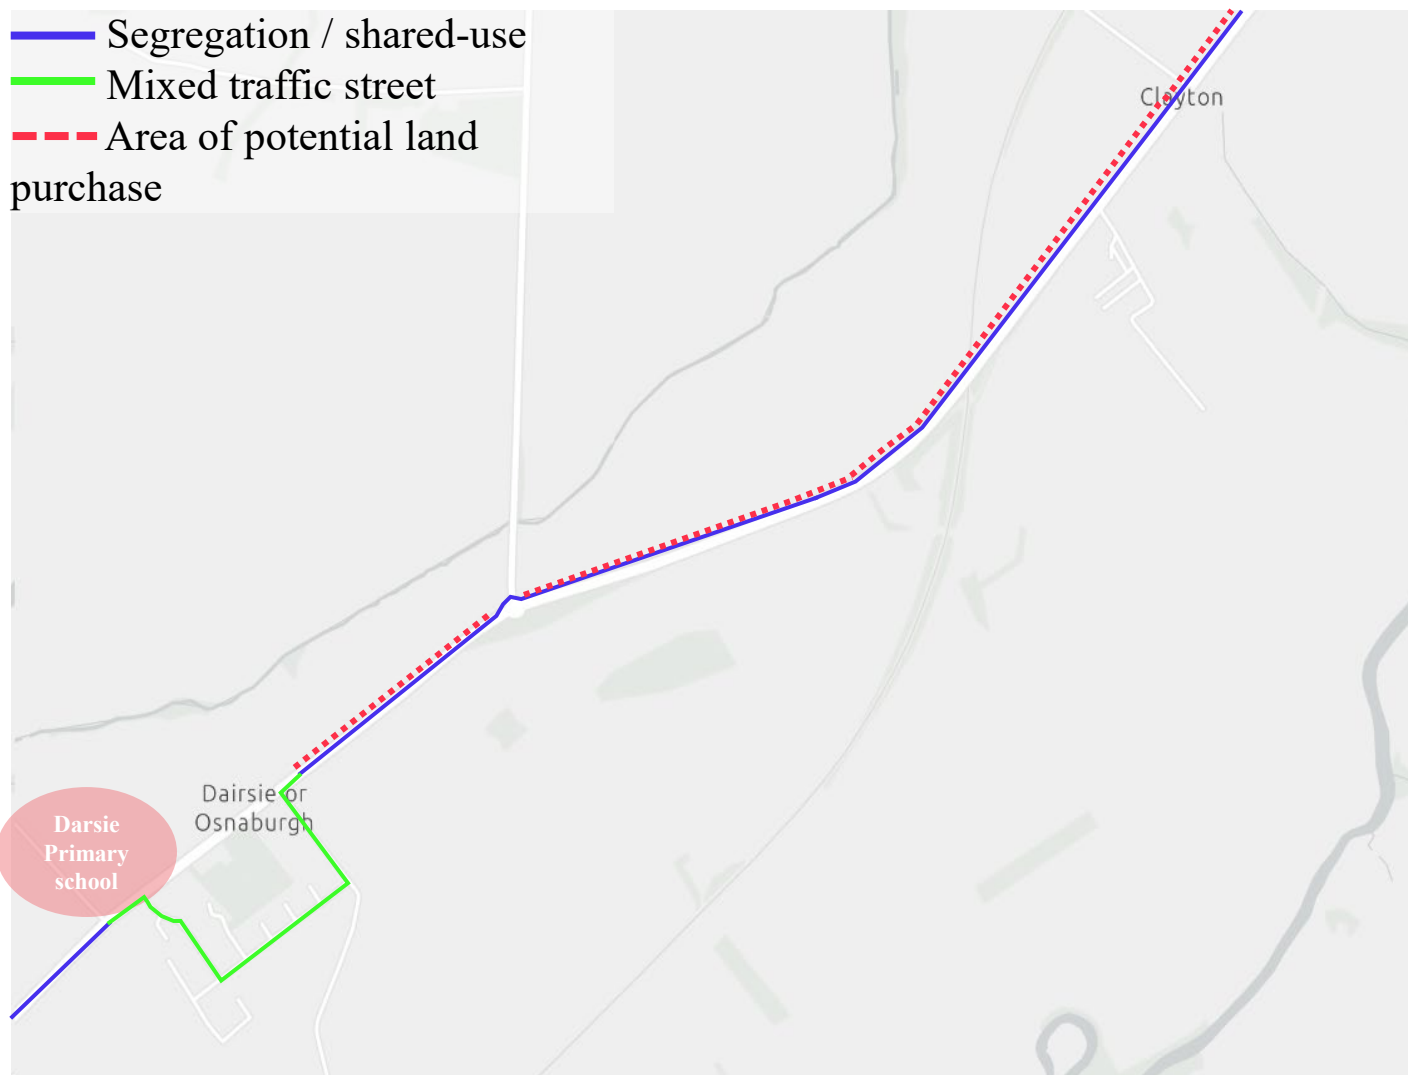 Segregation / shared-use
Mixed traffic street
Area of potential land
purchase
Clayton
Dairsie or
Osnaburgh
Darsie
Primary
school